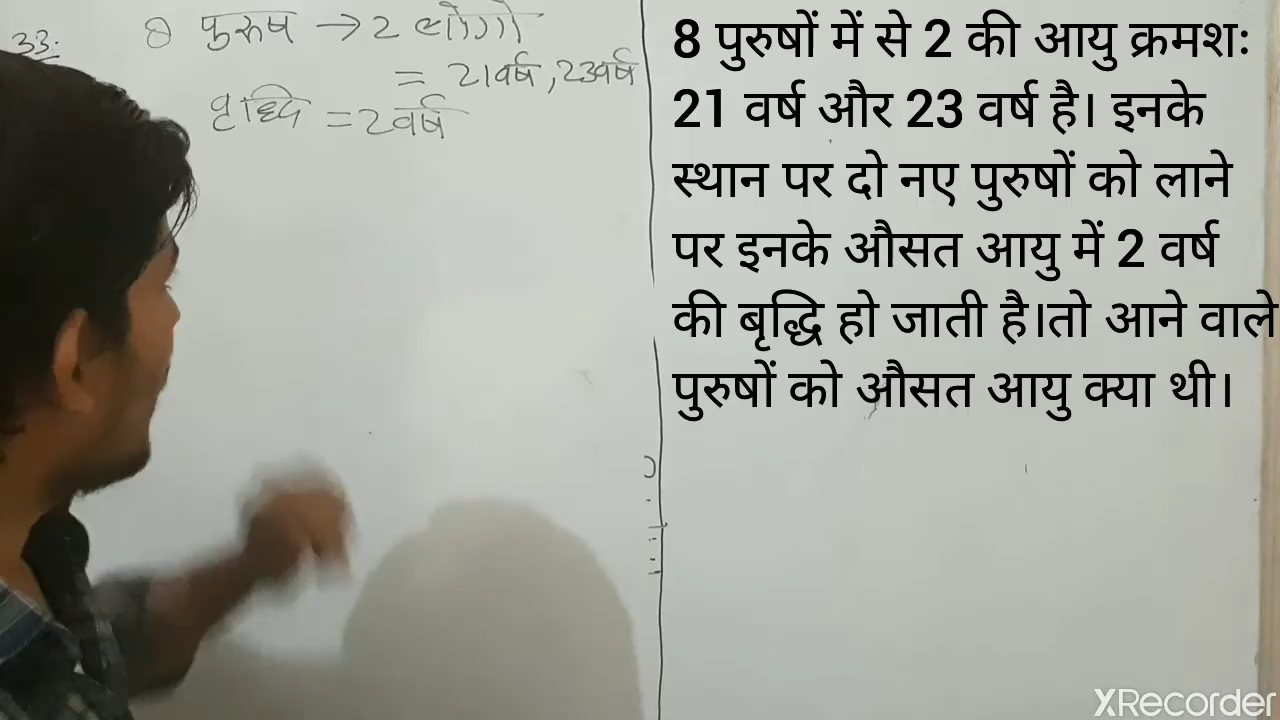 33:
8 पुरुष → 2 लोगो
= 21वर्ष, 23वर्ष
वृध्दि = 2वर्ष
8 पुरुषों में से 2 की आयु क्रमशः
21 वर्ष और 23 वर्ष है। इनके
स्थान पर दो नए पुरुषों को लाने
पर इनके औसत आयु में 2 वर्ष
की बृद्धि हो जाती है।तो आने वाले
पुरुषों को औसत आयु क्या थी।
XRecorder